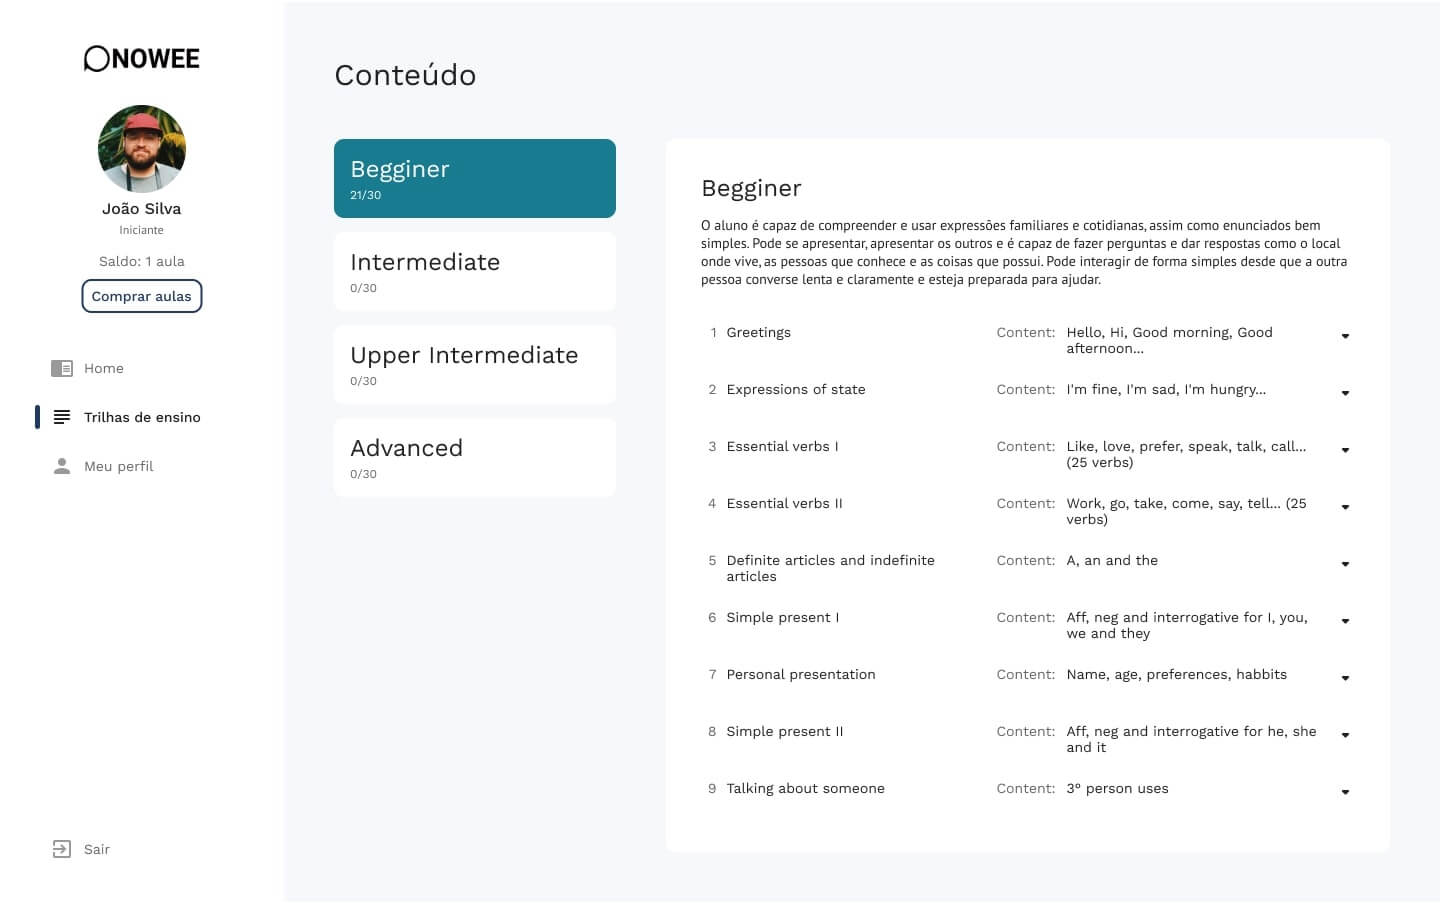 NOWEE
João Silva
Iniciante
Saldo: 1 aula
Comprar aulas
Home
Trilhas de ensino
Meu perfil
Sair
Conteúdo
Begginer
21/30
Intermediate
0/30
Upper Intermediate
0/30
Advanced
0/30
Begginer
O aluno é capaz de compreender e usar expressões familiares e cotidianas, assim como enunciados bem
simples. Pode se apresentar, apresentar os outros e é capaz de fazer perguntas e dar respostas como o local
onde vive, as pessoas que conhece e as coisas que possui. Pode interagir de forma simples desde que a outra
pessoa converse lenta e claramente e esteja preparada para ajudar.
1 Greetings Content: Hello, Hi, Good morning, Good
afternoon...
2 Expressions of state Content: I'm fine, I'm sad, I'm hungry...
3 Essential verbs I Content: Like, love, prefer, speak, talk, call...
(25 verbs)
4 Essential verbs II Content: Work, go, take, come, say, tell... (25
verbs)
5 Definite articles and indefinite Content: A, an and the
articles
6 Simple present I Content: Aff, neg and interrogative for I, you,
we and they
7 Personal presentation Content: Name, age, preferences, habbits
8 Simple present II Content: Aff, neg and interrogative for he, she
and it
9 Talking about someone Content: 3° person uses